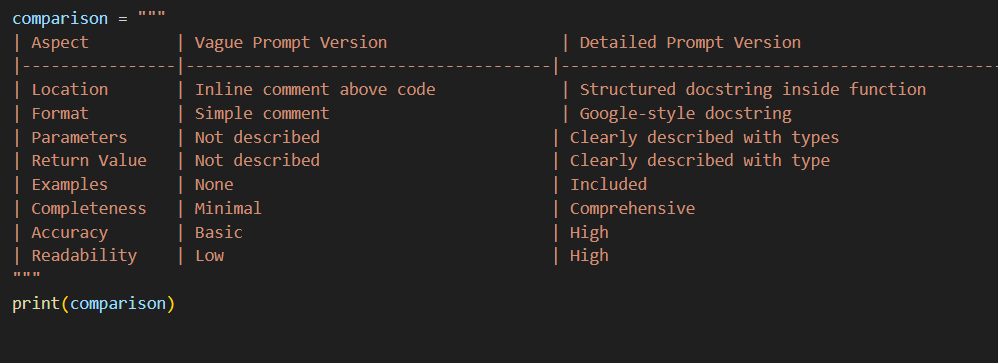 comparison = """
| Aspect         | Vague Prompt Version                  | Detailed Prompt Version
|----------------|--------------------------------------|---------------------------------------------
| Location       | Inline comment above code             | Structured docstring inside function
| Format         | Simple comment                        | Google-style docstring
| Parameters     | Not described                        | Clearly described with types
| Return Value   | Not described                        | Clearly described with type
| Examples       | None                                 | Included
| Completeness   | Minimal                              | Comprehensive
| Accuracy       | Basic                                | High
| Readability    | Low                                  | High
"""
print(comparison)